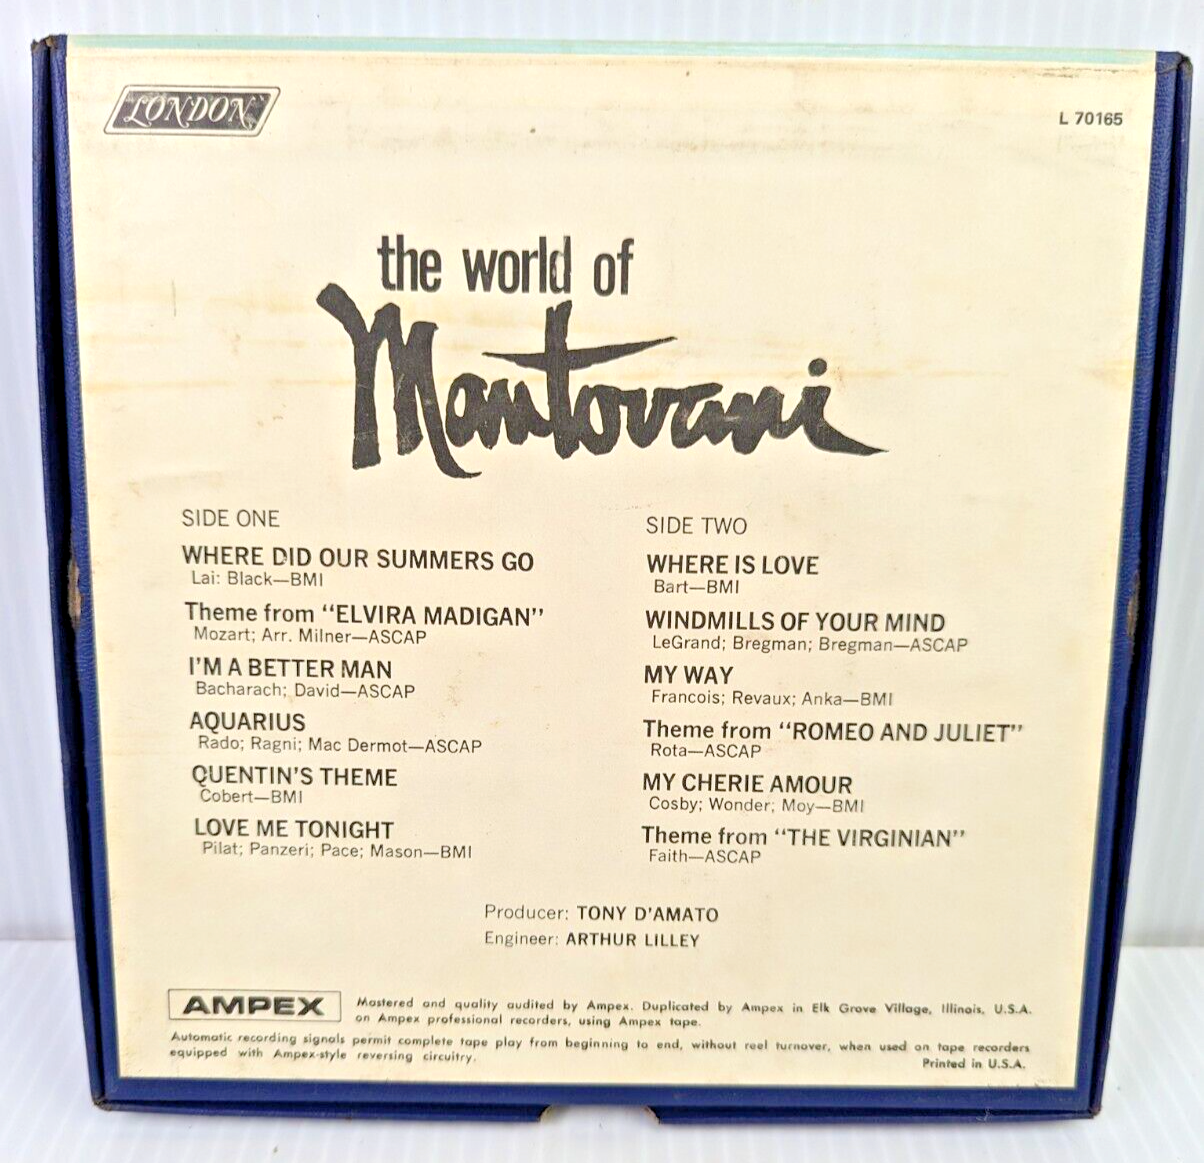 LONDON
L 70165
the world of
Mantovani
SIDE ONE
WHERE DID OUR SUMMERS GO
Lai: Black—BMI
Theme from "ELVIRA MADIGAN"
Mozart; Arr. Milner—ASCAP
I'M A BETTER MAN
Bacharach; David—ASCAP
AQUARIUS
Rado; Ragni; Mac Dermot—ASCAP
QUENTIN'S THEME
Cobert—BMI
LOVE ME TONIGHT
Pilat; Panzeri; Pace; Mason—BMI
SIDE TWO
WHERE IS LOVE
Bart—BMI
WINDMILLS OF YOUR MIND
LeGrand; Bregman; Bregman—ASCAP
MY WAY
Francois; Revaux; Anka—BMI
Theme from "ROMEO AND JULIET"
Rota—ASCAP
MY CHERIE AMOUR
Cosby; Wonder; Moy—BMI
Theme from "THE VIRGINIAN"
Faith—ASCAP
Producer: TONY D'AMATO
Engineer: ARTHUR LILLEY
AMPEX
Mastered and quality audited by Ampex. Duplicated by Ampex in Elk Grove Village, Illinois, U.S.A.
on Ampex professional recorders, using Ampex tape.
Automatic recording signals permit complete tape play from beginning to end, without reel turnover, when used on tape recorders
equipped with Ampex-style reversing circuitry.
Printed in U.S.A.